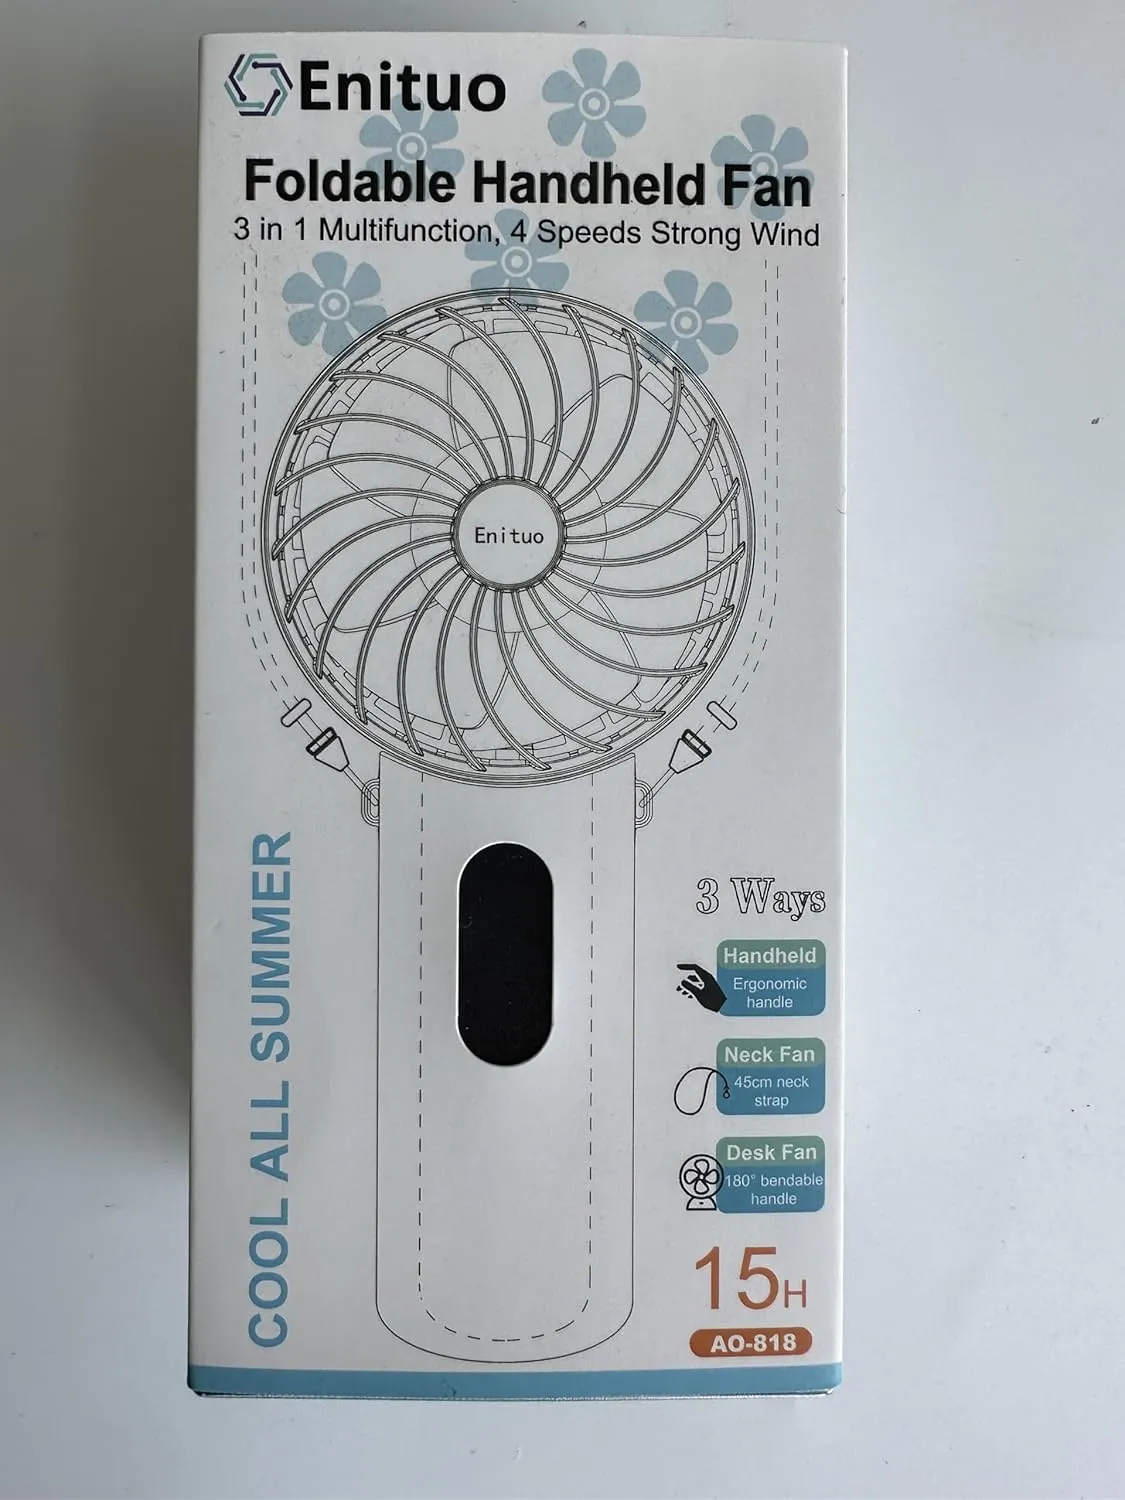 Enituo
Foldable Handheld Fan
3 in 1 Multifunction, 4 Speeds Strong Wind
Enituo
COOL ALL SUMMER
3 Ways
Handheld
Ergonomic
handle
Neck Fan
45cm neck
strap
Desk Fan
180° bendable
handle
15H
AO-818